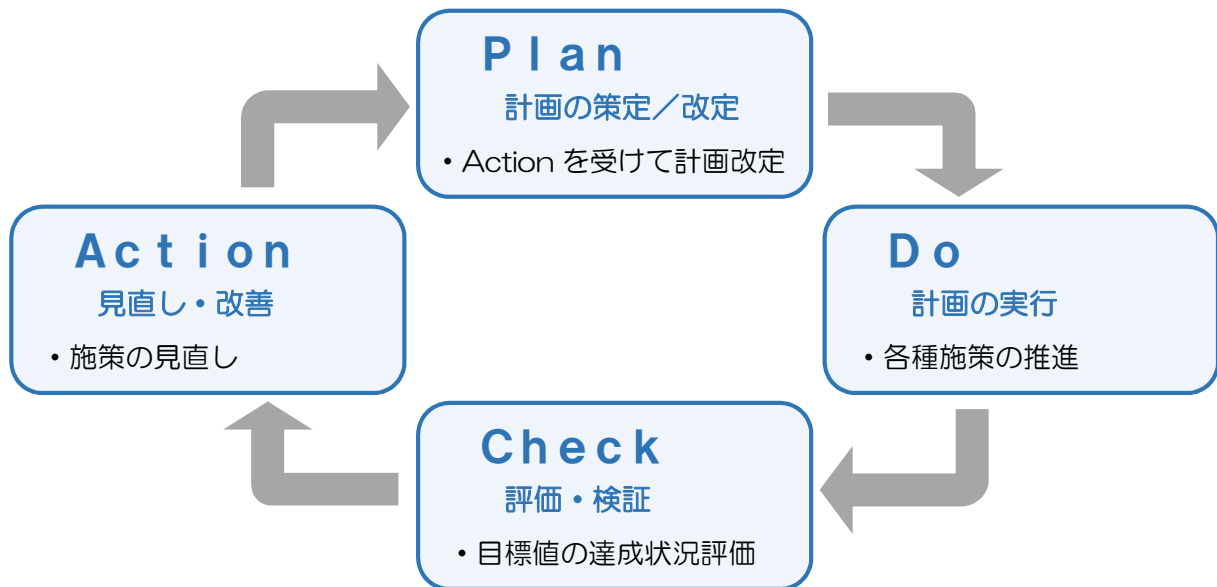 Plan
計画の策定／改定
・Action を受けて計画改定
Action
見直し・改善
・施策の見直し
Do
計画の実行
・各種施策の推進
Check
評価・検証
・目標値の達成状況評価